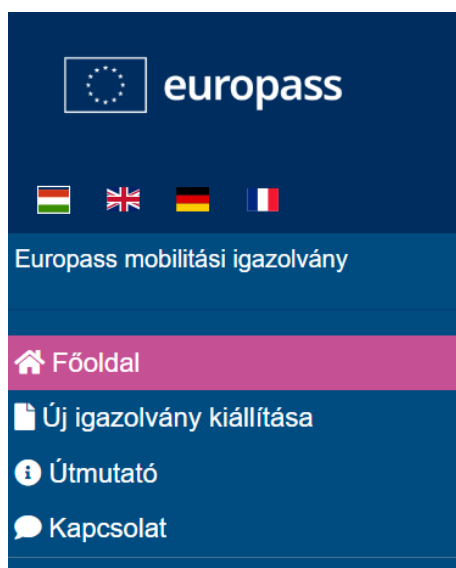 europass
Europass mobilitási igazolvány
Főoldal
Új igazolvány kiállítása
Útmutató
Kapcsolat